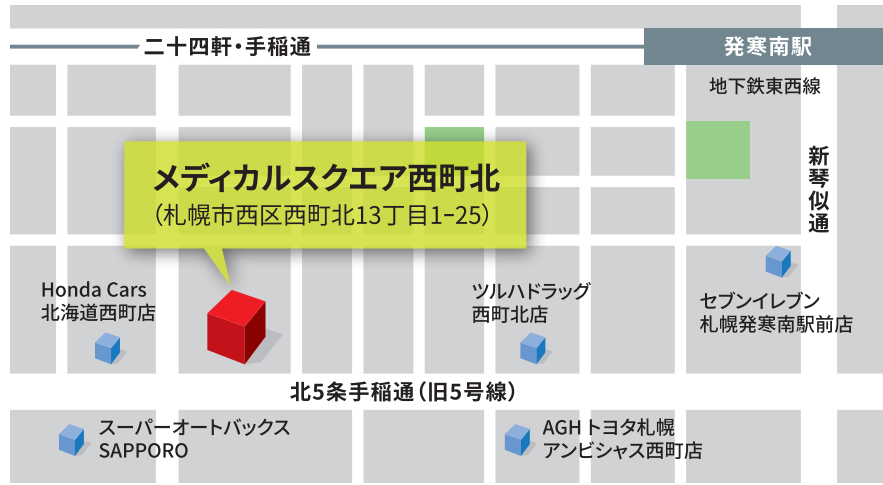 二十四軒・手稲通
発寒南駅
地下鉄東西線
新琴似通
メディカルスクエア西町北
（札幌市西区西町北13丁目1-25）
Honda Cars
北海道西町店
ツルハドラッグ
西町北店
セブンイレブン
札幌発寒南駅前店
北5条手稲通（旧5号線）
スーパーオートバックス
SAPPORO
AGH トヨタ札幌
アンビシャス西町店